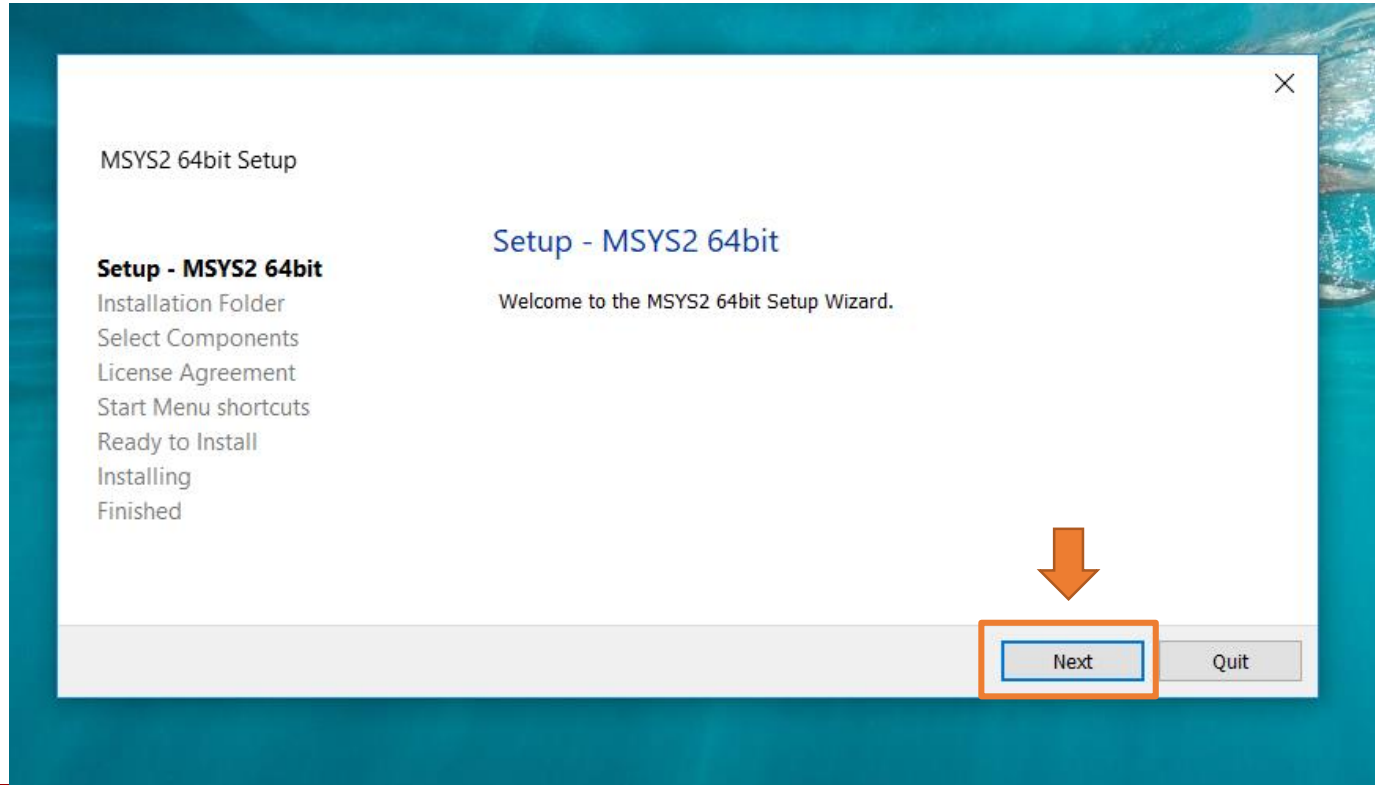 MSYS2 64bit Setup
Setup - MSYS2 64bit
Installation Folder
Select Components
License Agreement
Start Menu shortcuts
Ready to Install
Installing
Finished
Setup - MSYS2 64bit
Welcome to the MSYS2 64bit Setup Wizard.
Next Quit